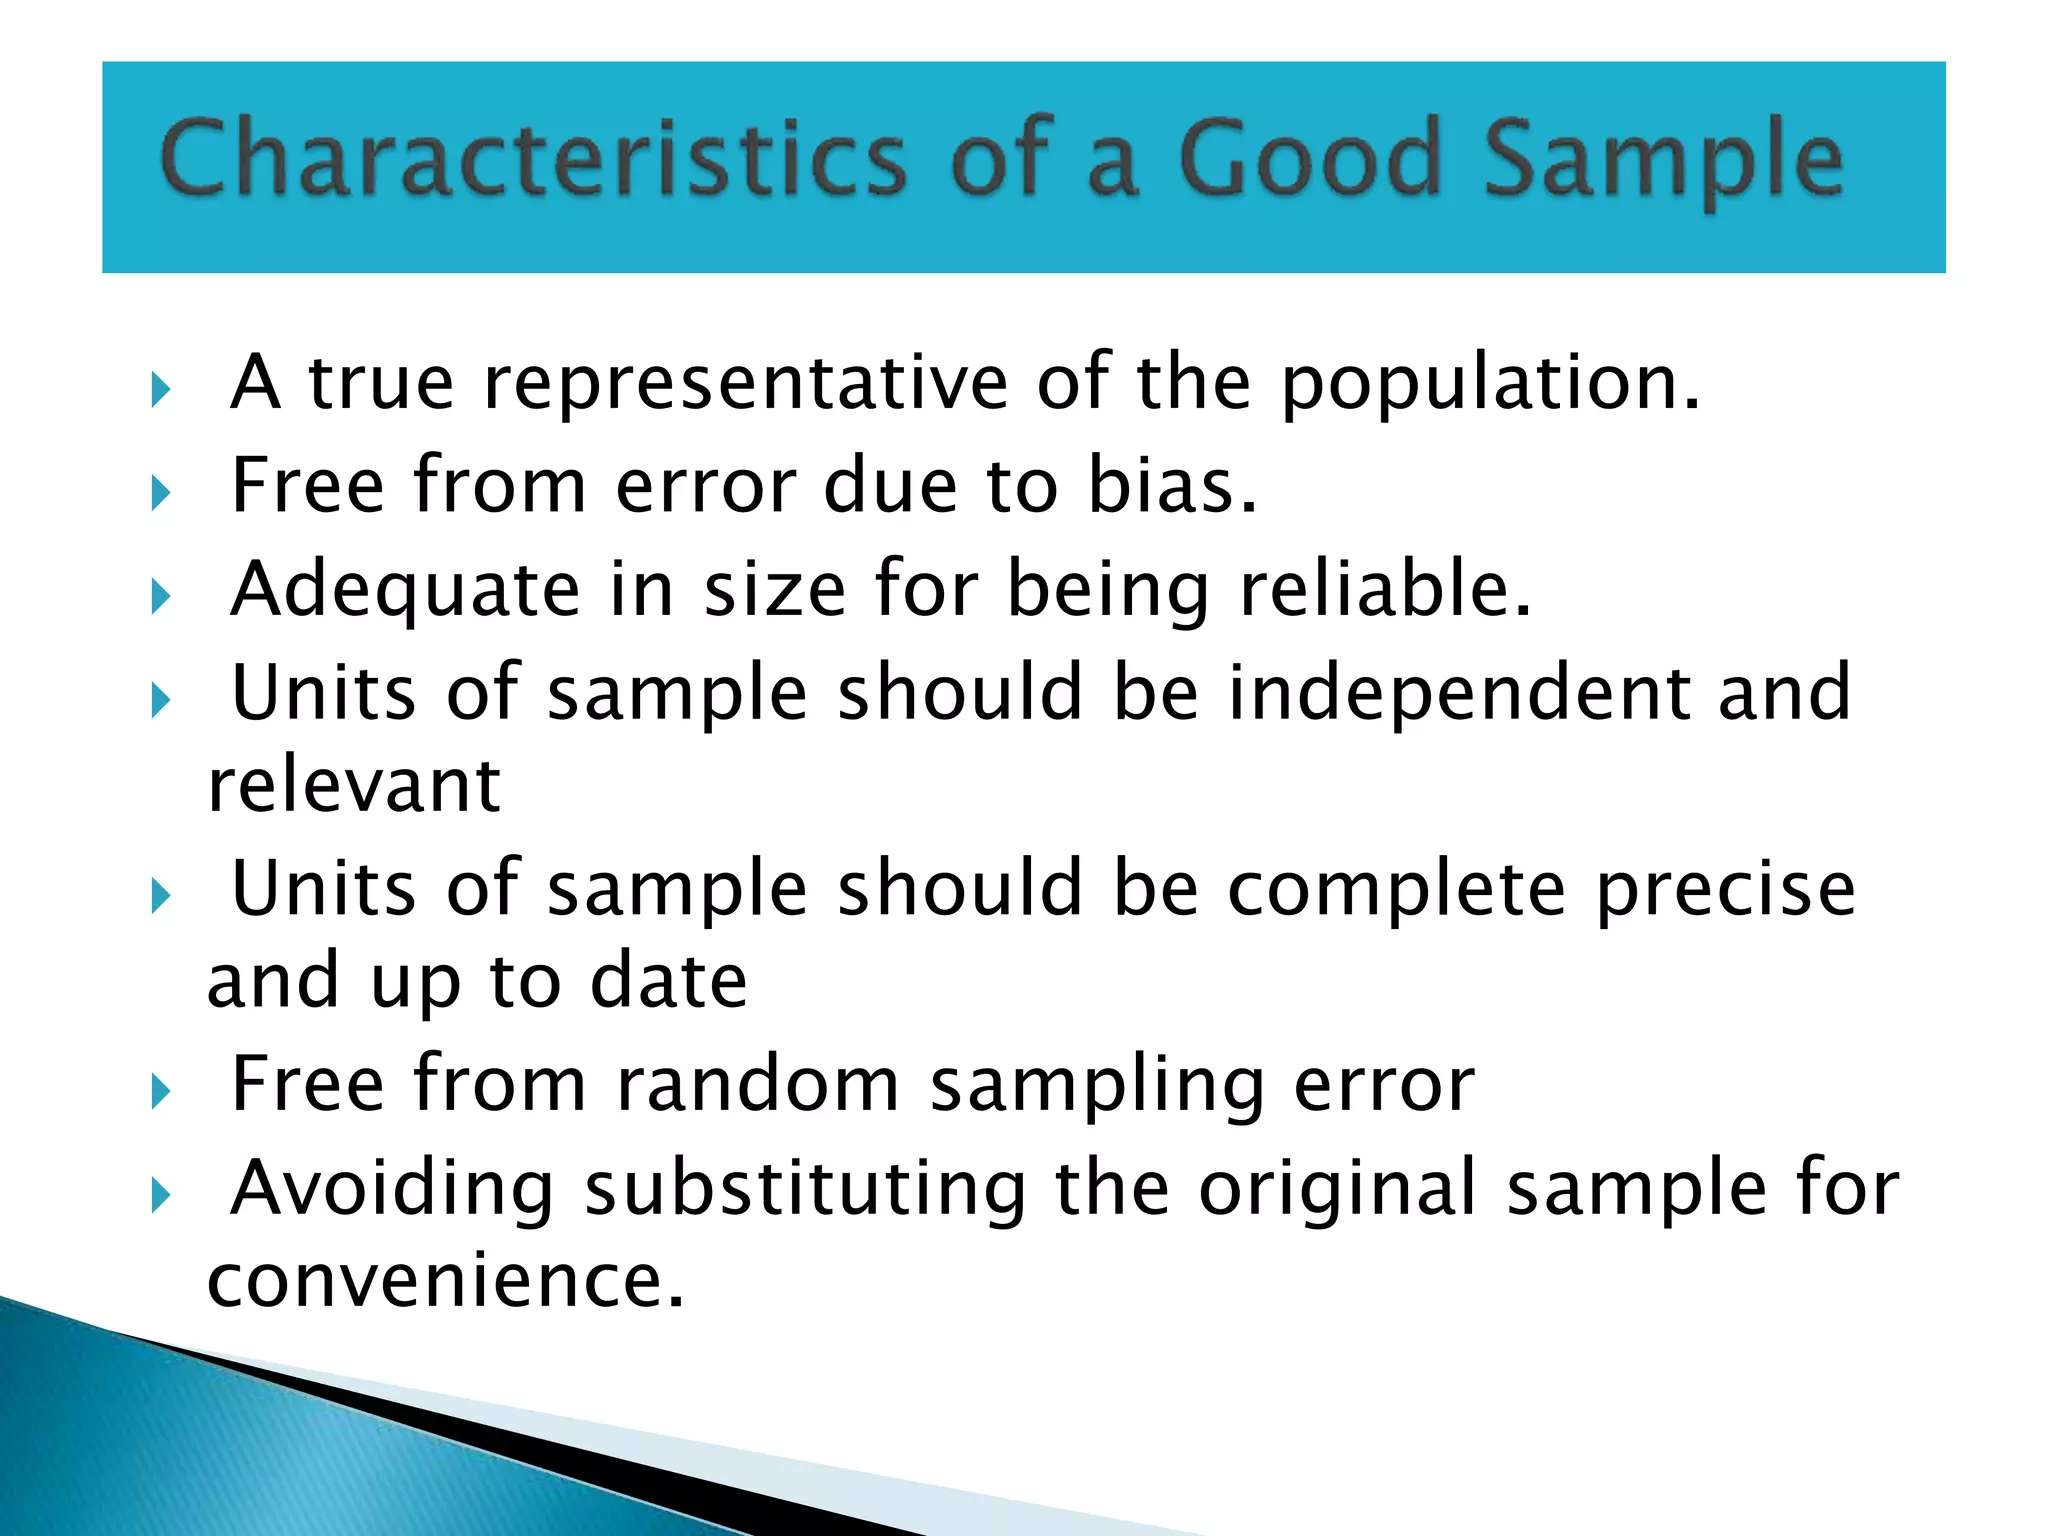 Characteristics of a Good Sample
A true representative of the population.
Free from error due to bias.
Adequate in size for being reliable.
Units of sample should be independent and
relevant
Units of sample should be complete precise
and up to date
Free from random sampling error
Avoiding substituting the original sample for
convenience.